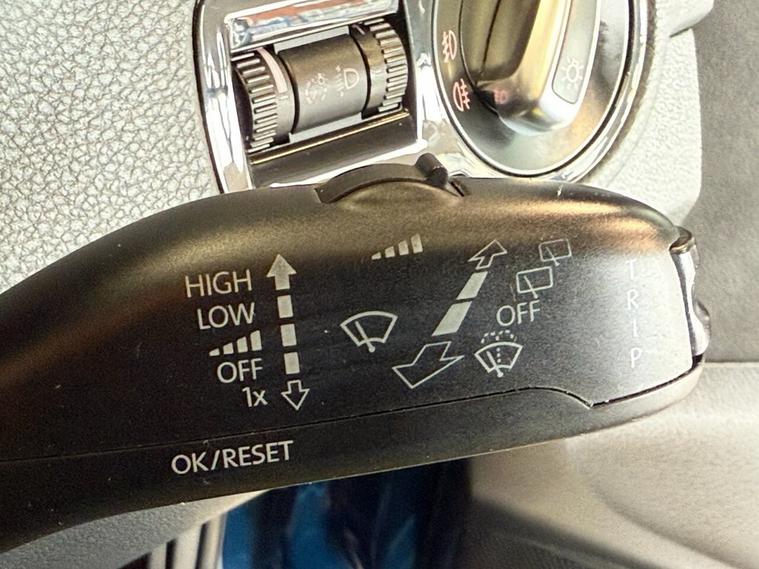 HIGH
LOW
OFF
1x
OFF
TRIP
OK/RESET